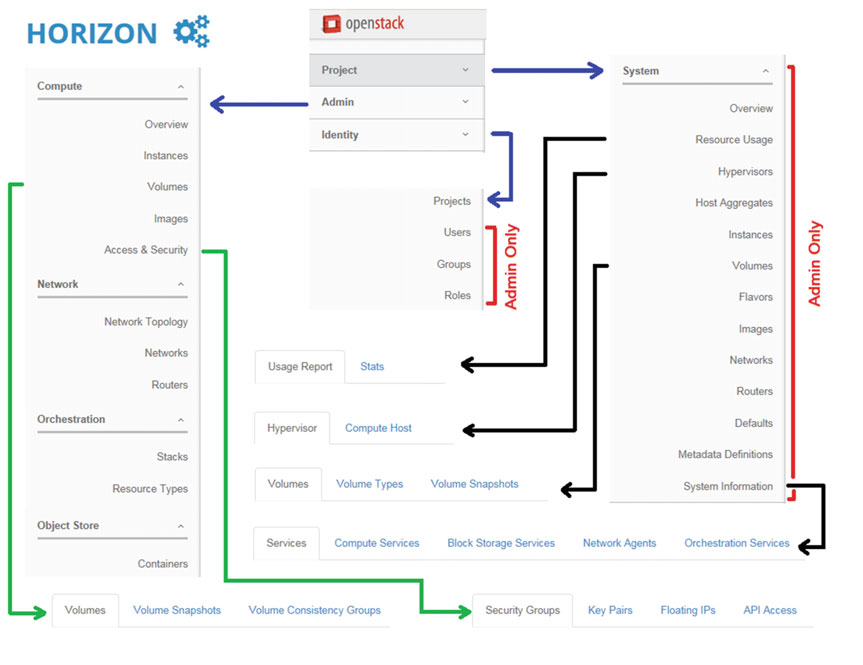 HORIZON
openstack
Project
Admin
Identity
Compute
Overview
Instances
Volumes
Images
Access & Security
Network
Network Topology
Networks
Routers
Orchestration
Stacks
Resource Types
Object Store
Containers
Projects
Users
Groups
Roles
Admin Only
System
Overview
Resource Usage
Hypervisors
Host Aggregates
Instances
Volumes
Flavors
Images
Networks
Routers
Defaults
Metadata Definitions
System Information
Admin Only
Usage Report Stats
Hypervisor Compute Host
Volumes Volume Types Volume Snapshots
Services Compute Services Block Storage Services Network Agents Orchestration Services
Volumes Volume Snapshots Volume Consistency Groups
Security Groups Key Pairs Floating IPs API Access